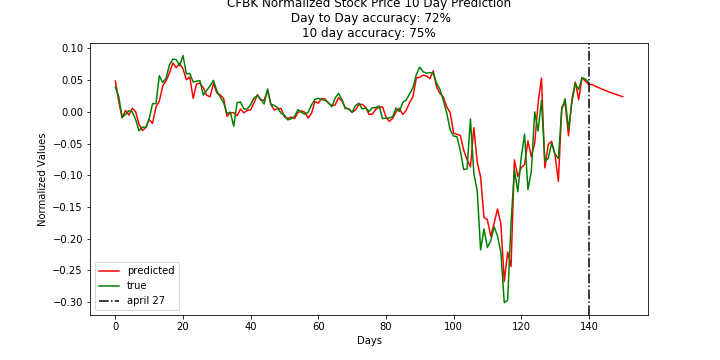 CFBK Normalized Stock Price 10 Day Prediction
Day to Day accuracy: 72%
10 day accuracy: 75%
Normalized Values
0.10
0.05
0.00
−0.05
−0.10
−0.15
−0.20
−0.25
−0.30
predicted
true
april 27
0 20 40 60 80 100 120 140
Days